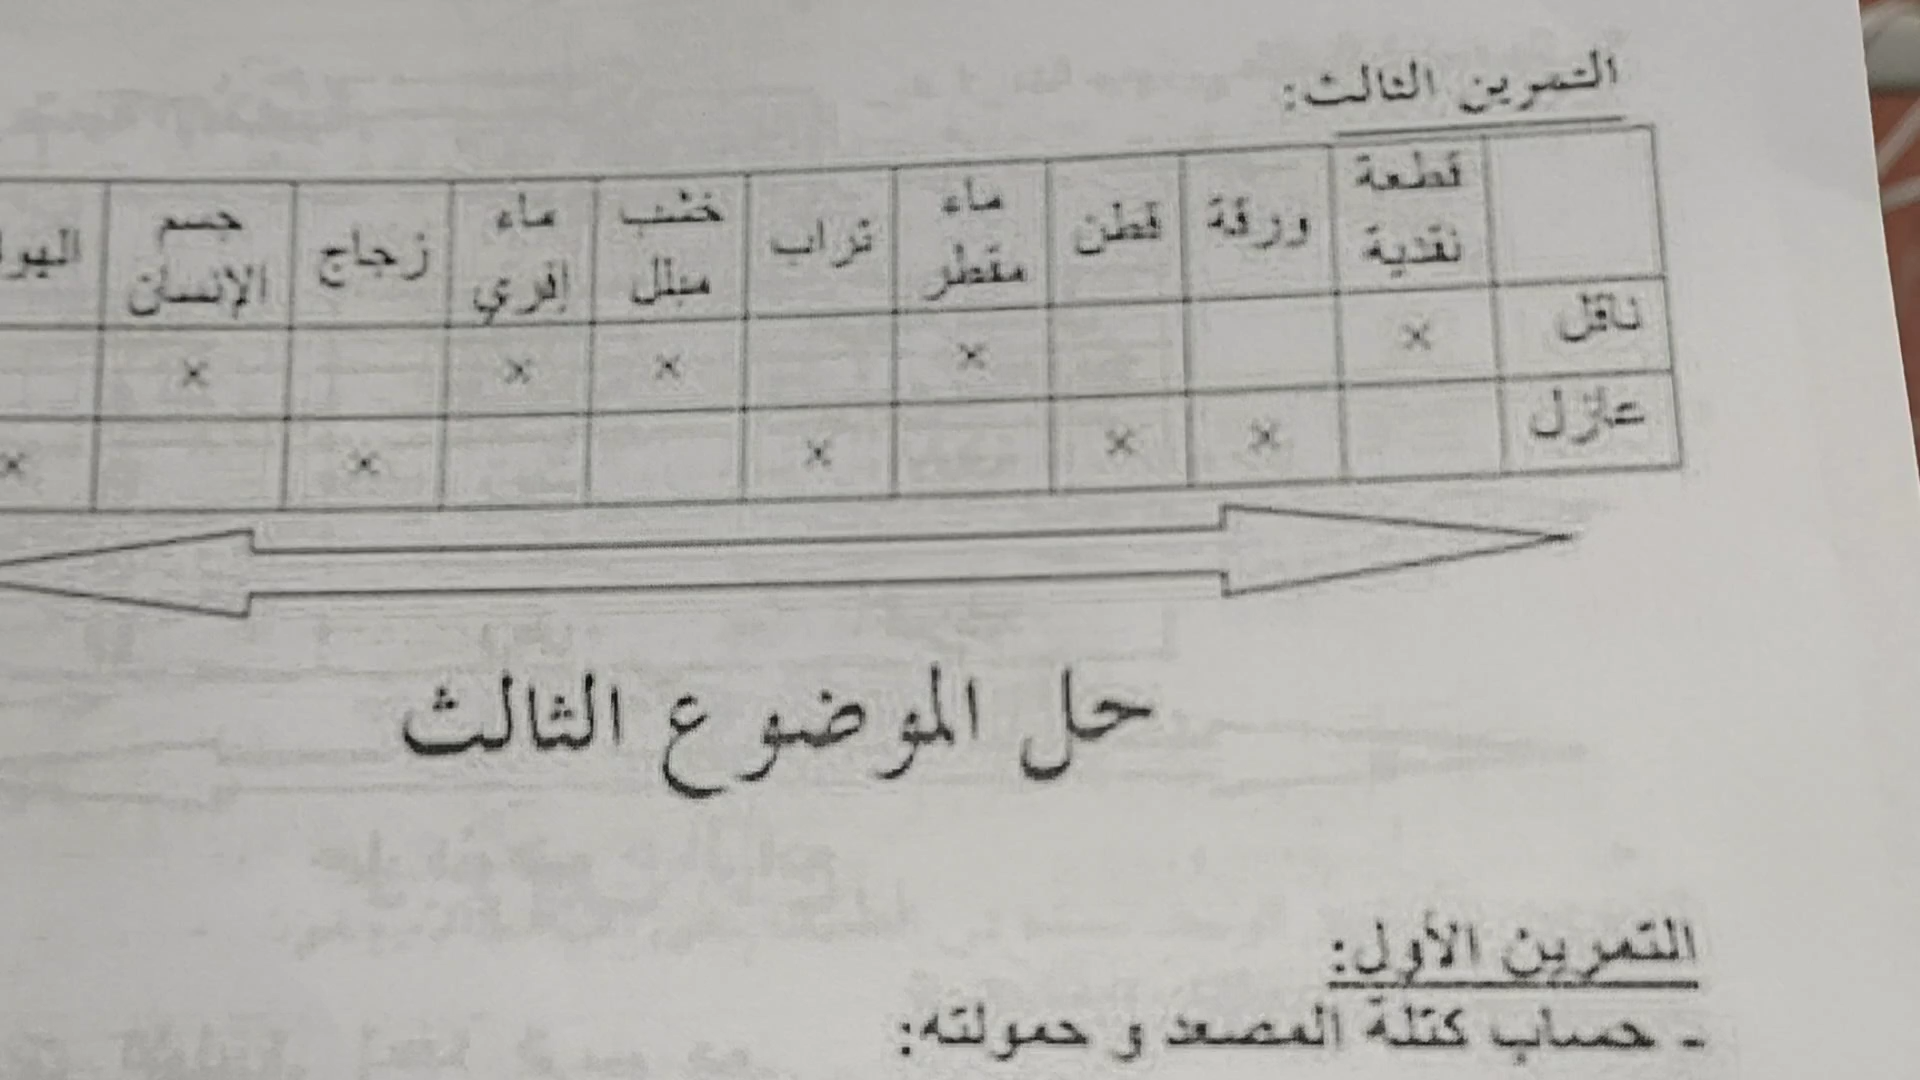 التمرين الثالث:
قطعة نقدية ورقة قطن ماء مقطر تراب خشب مبلل ماء إفري زجاج جسم الإنسان
ناقل × × × × ×
عازل × × × × ×
حل الموضوع الثالث
التمرين الأول:
- حساب كتلة المصعد و حمولته: